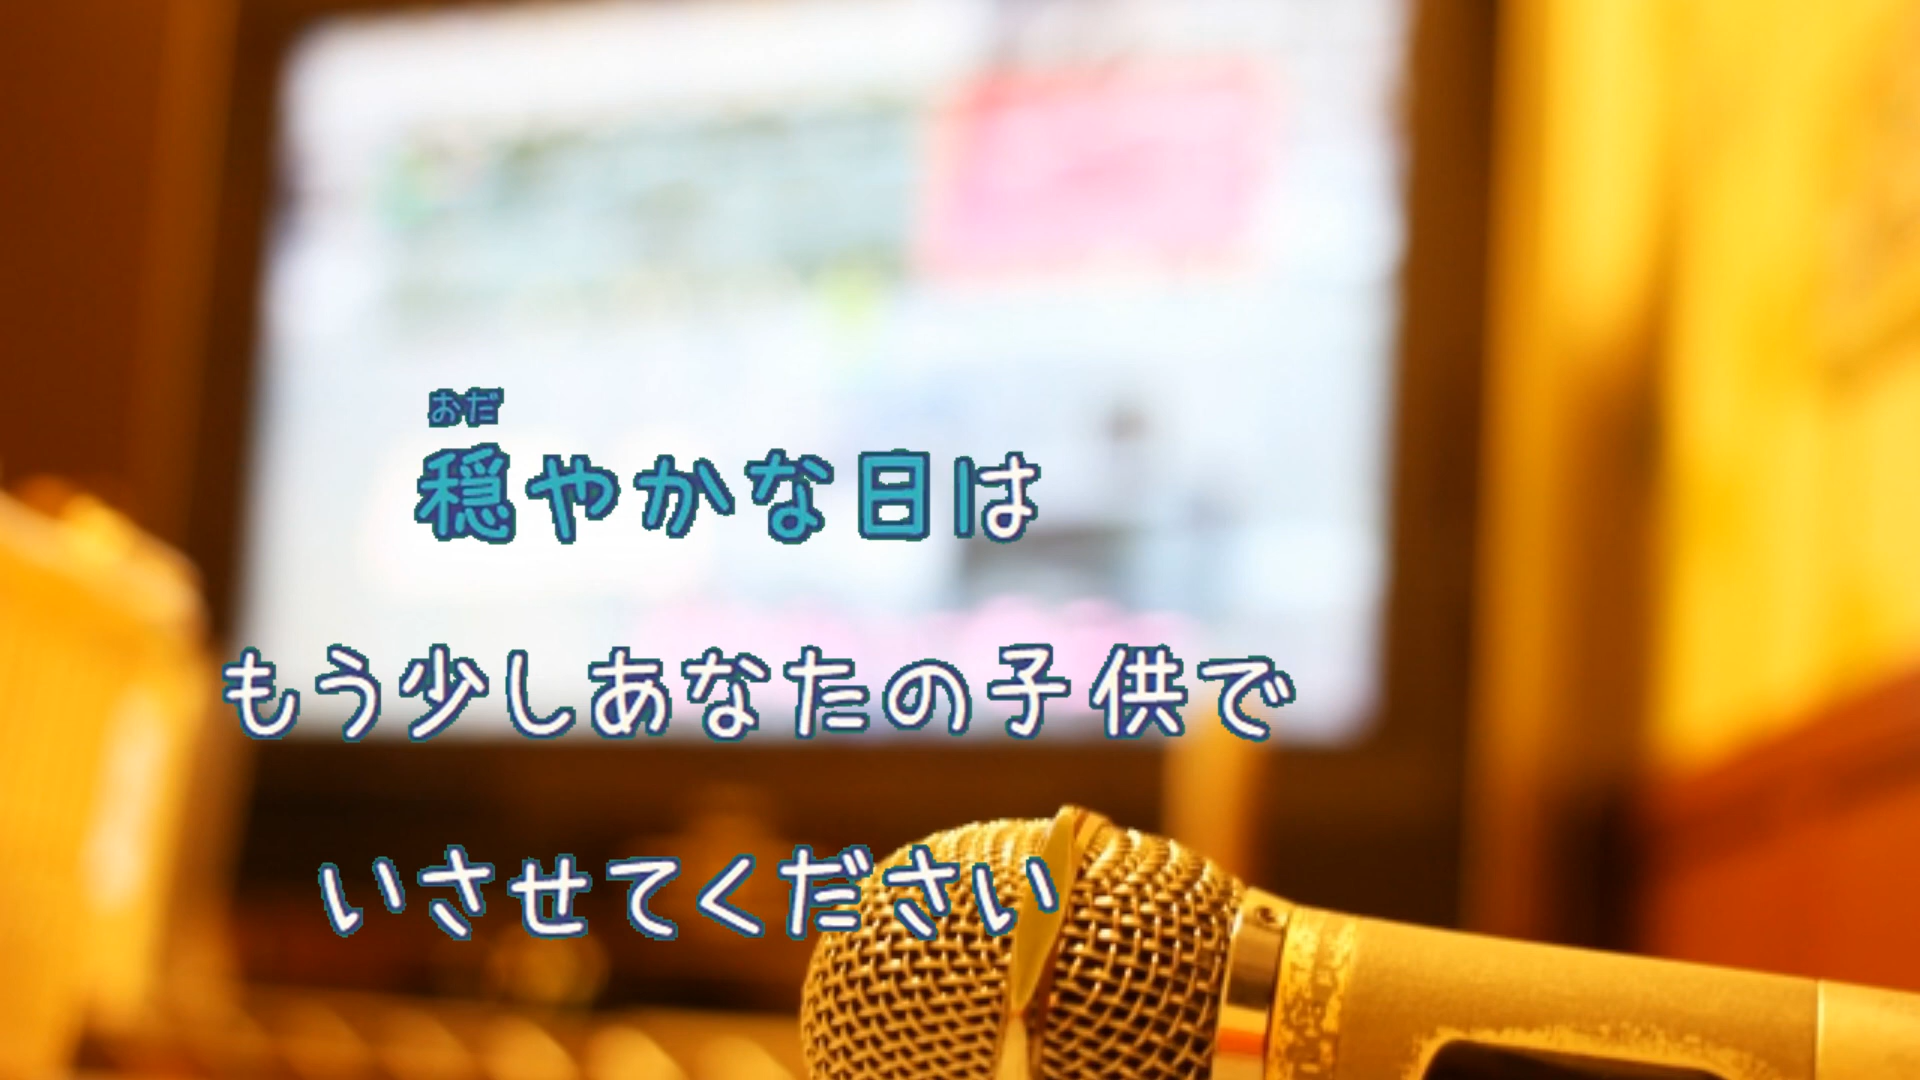 おだ
穏やかな日は
もう少しあなたの子供で
いさせてください